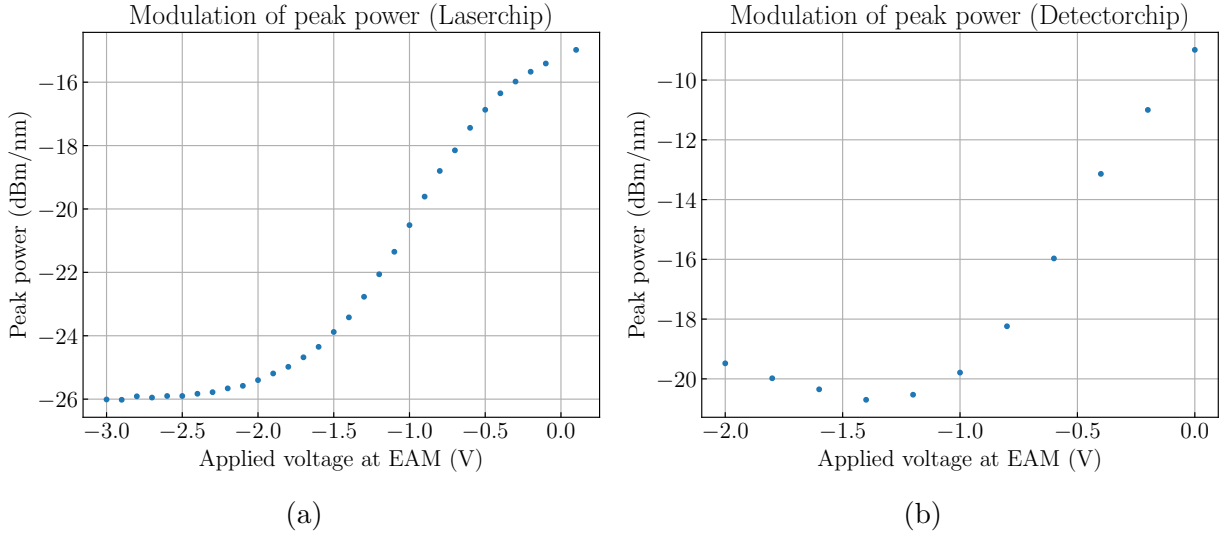 Modulation of peak power (Laserchip)
Peak power (dBm/nm)
−16
−18
−20
−22
−24
−26
−3.0 −2.5 −2.0 −1.5 −1.0 −0.5 0.0
Applied voltage at EAM (V)
(a)
Modulation of peak power (Detectorchip)
Peak power (dBm/nm)
−10
−12
−14
−16
−18
−20
−2.0 −1.5 −1.0 −0.5 0.0
Applied voltage at EAM (V)
(b)